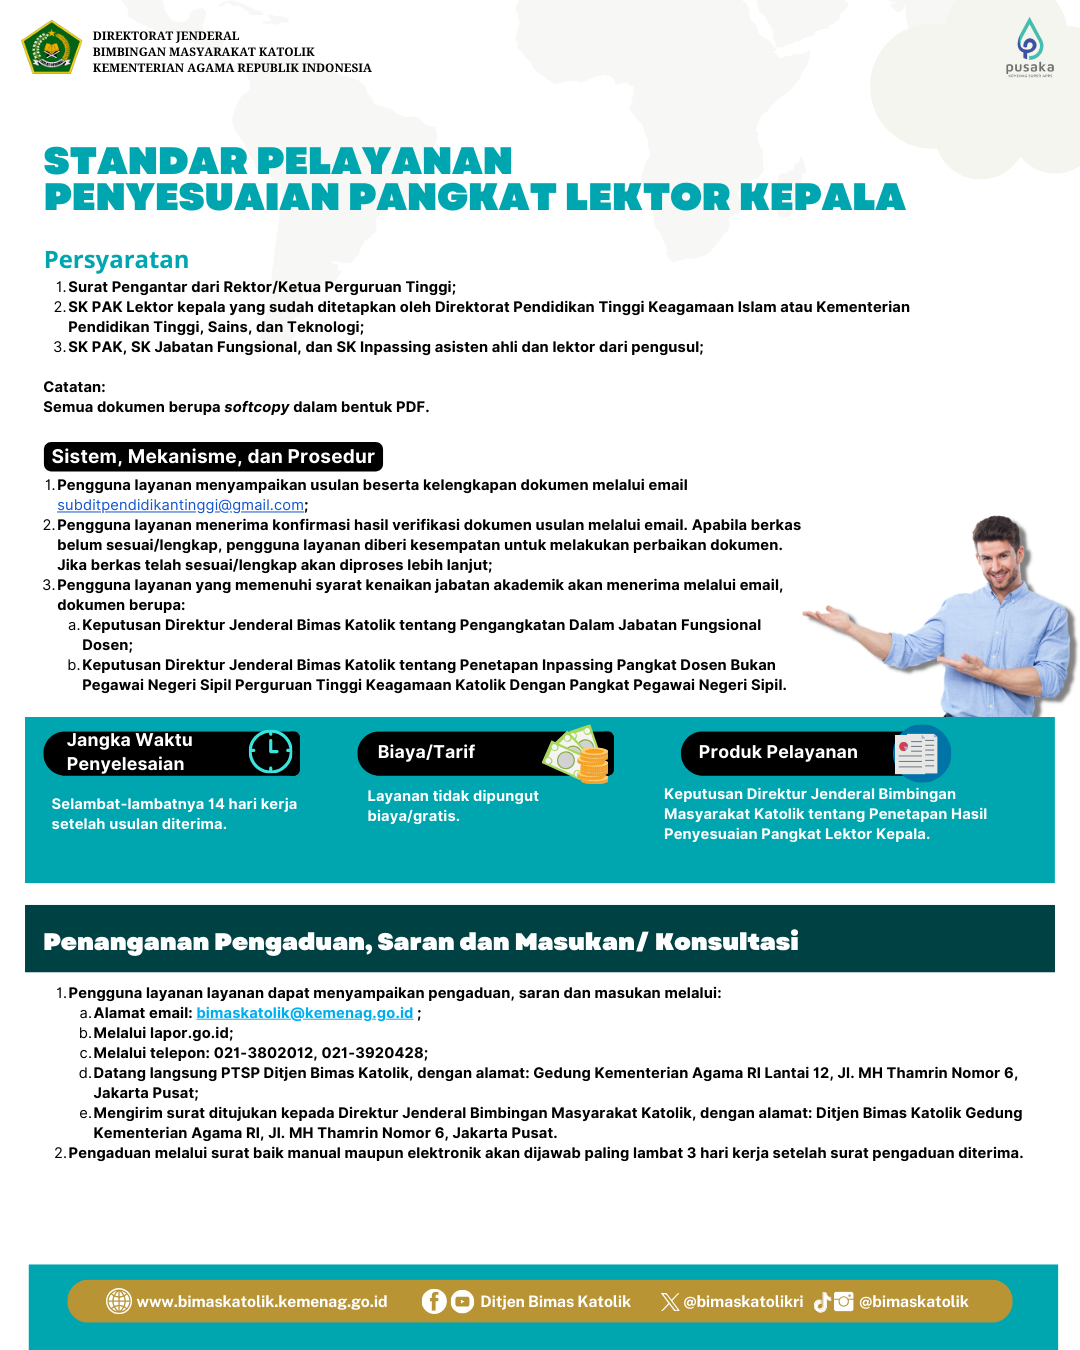 DIREKTORAT JENDERAL
BIMBINGAN MASYARAKAT KATOLIK
KEMENTERIAN AGAMA REPUBLIK INDONESIA
pusaka
KEMENAG SUPER APPS
STANDAR PELAYANAN
PENYESUAIAN PANGKAT LEKTOR KEPALA
Persyaratan
1. Surat Pengantar dari Rektor/Ketua Perguruan Tinggi;
2. SK PAK Lektor kepala yang sudah ditetapkan oleh Direktorat Pendidikan Tinggi Keagamaan Islam atau Kementerian
Pendidikan Tinggi, Sains, dan Teknologi;
3. SK PAK, SK Jabatan Fungsional, dan SK Inpassing asisten ahli dan lektor dari pengusul;
Catatan:
Semua dokumen berupa softcopy dalam bentuk PDF.
Sistem, Mekanisme, dan Prosedur
1. Pengguna layanan menyampaikan usulan beserta kelengkapan dokumen melalui email
subditpendidikantinggi@gmail.com;
2. Pengguna layanan menerima konfirmasi hasil verifikasi dokumen usulan melalui email. Apabila berkas
belum sesuai/lengkap, pengguna layanan diberi kesempatan untuk melakukan perbaikan dokumen.
Jika berkas telah sesuai/lengkap akan diproses lebih lanjut;
3. Pengguna layanan yang memenuhi syarat kenaikan jabatan akademik akan menerima melalui email,
dokumen berupa:
a. Keputusan Direktur Jenderal Bimas Katolik tentang Pengangkatan Dalam Jabatan Fungsional
Dosen;
b. Keputusan Direktur Jenderal Bimas Katolik tentang Penetapan Inpassing Pangkat Dosen Bukan
Pegawai Negeri Sipil Perguruan Tinggi Keagamaan Katolik Dengan Pangkat Pegawai Negeri Sipil.
Jangka Waktu
Penyelesaian
Selambat-lambatnya 14 hari kerja
setelah usulan diterima.
Biaya/Tarif
Layanan tidak dipungut
biaya/gratis.
Produk Pelayanan
Keputusan Direktur Jenderal Bimbingan
Masyarakat Katolik tentang Penetapan Hasil
Penyesuaian Pangkat Lektor Kepala.
Penanganan Pengaduan, Saran dan Masukan/ Konsultasi
1. Pengguna layanan layanan dapat menyampaikan pengaduan, saran dan masukan melalui:
a. Alamat email: bimaskatolik@kemenag.go.id ;
b. Melalui lapor.go.id;
c. Melalui telepon: 021-3802012, 021-3920428;
d. Datang langsung PTSP Ditjen Bimas Katolik, dengan alamat: Gedung Kementerian Agama RI Lantai 12, Jl. MH Thamrin Nomor 6,
Jakarta Pusat;
e. Mengirim surat ditujukan kepada Direktur Jenderal Bimbingan Masyarakat Katolik, dengan alamat: Ditjen Bimas Katolik Gedung
Kementerian Agama RI, Jl. MH Thamrin Nomor 6, Jakarta Pusat.
2. Pengaduan melalui surat baik manual maupun elektronik akan dijawab paling lambat 3 hari kerja setelah surat pengaduan diterima.
www.bimaskatolik.kemenag.go.id Ditjen Bimas Katolik @bimaskatolikri @bimaskatolik